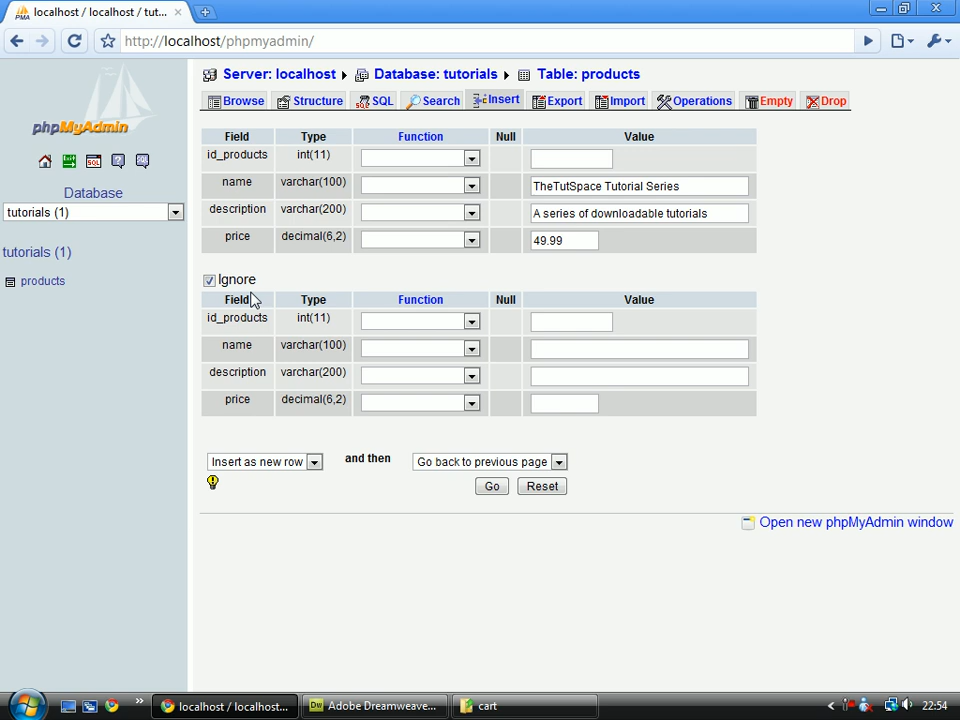 localhost / localhost / tut...
http://localhost/phpmyadmin/
phpMyAdmin
Database
tutorials (1)
tutorials (1)
products
Server: localhost Database: tutorials Table: products
Browse Structure SQL Search Insert Export Import Operations Empty Drop
Field Type Function Null Value
id_products int(11)
name varchar(100) TheTutSpace Tutorial Series
description varchar(200) A series of downloadable tutorials
price decimal(6,2) 49.99
Ignore
Field Type Function Null Value
id_products int(11)
name varchar(100)
description varchar(200)
price decimal(6,2)
Insert as new row and then Go back to previous page
Go Reset
Open new phpMyAdmin window
localhost / localhost... Adobe Dreamweave... cart 22:54